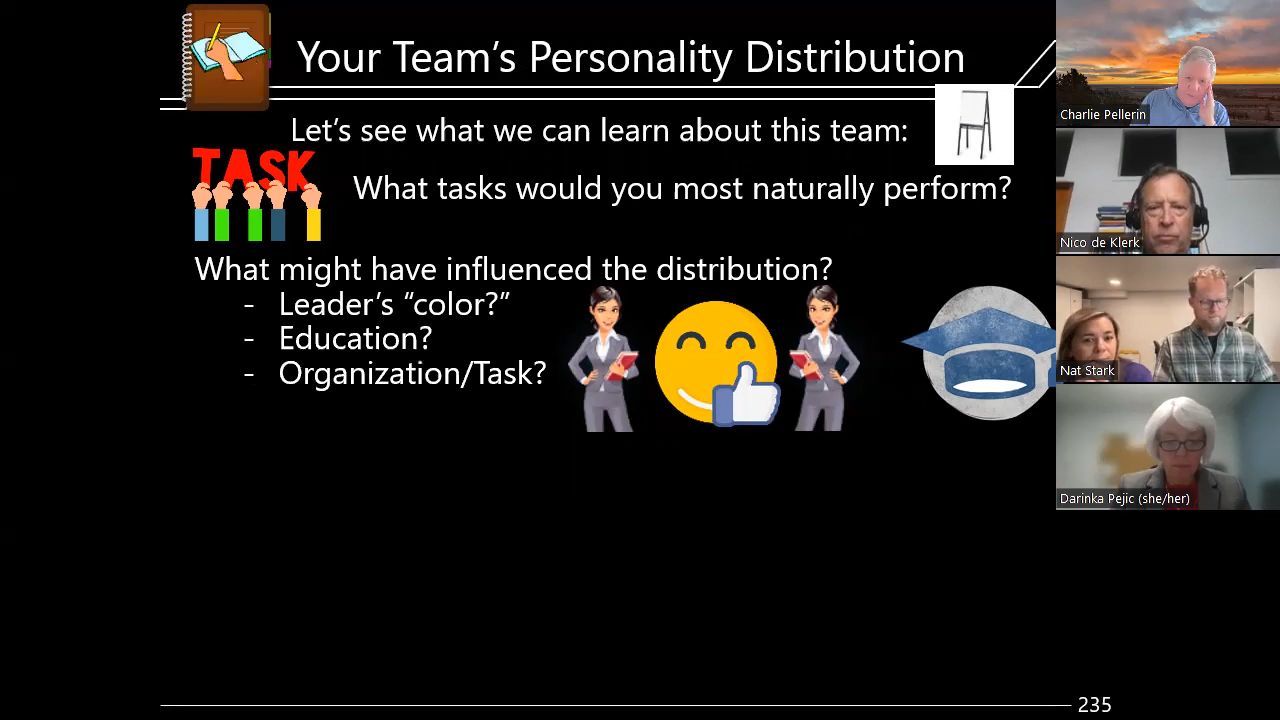 Your Team's Personality Distribution
Let's see what we can learn about this team:
TASK
What tasks would you most naturally perform?
What might have influenced the distribution?
- Leader's “color?”
- Education?
- Organization/Task?
235
Charlie Pellerin
Nico de Klerk
Nat Stark
Darinka Pejic (she/her)